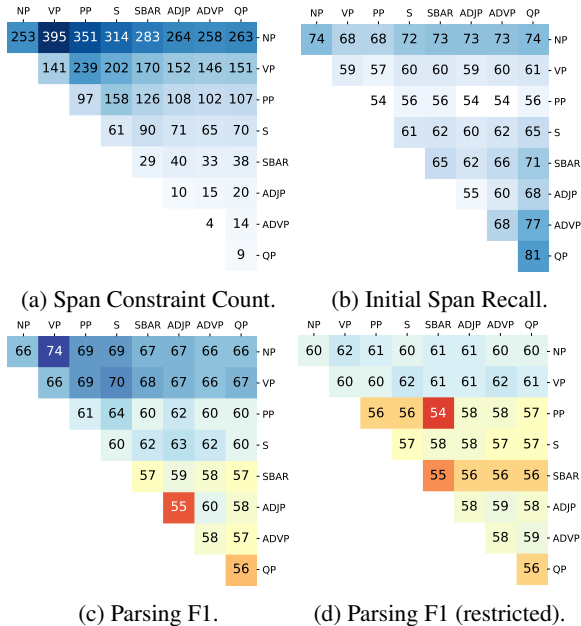 NP VP PP S SBAR ADJP ADVP QP
253 395 351 314 283 264 258 263 NP
141 239 202 170 152 146 151 VP
97 158 126 108 102 107 PP
61 90 71 65 70 S
29 40 33 38 SBAR
10 15 20 ADJP
4 14 ADVP
9 QP
(a) Span Constraint Count.
NP VP PP S SBAR ADJP ADVP QP
74 68 68 72 73 73 73 74 NP
59 57 60 60 59 60 61 VP
54 56 56 54 54 56 PP
61 62 60 62 65 S
65 62 66 71 SBAR
55 60 68 ADJP
68 77 ADVP
81 QP
(b) Initial Span Recall.
NP VP PP S SBAR ADJP ADVP QP
66 74 69 69 67 67 66 66 NP
66 69 70 68 67 66 67 VP
61 64 60 62 60 60 PP
60 62 63 62 60 S
57 59 58 57 SBAR
55 60 58 ADJP
58 57 ADVP
56 QP
(c) Parsing F1.
NP VP PP S SBAR ADJP ADVP QP
60 62 61 60 61 61 60 60 NP
60 60 62 61 61 62 61 VP
56 56 54 58 58 57 PP
57 58 58 57 57 S
55 56 56 56 SBAR
58 59 58 ADJP
58 59 ADVP
56 QP
(d) Parsing F1 (restricted).